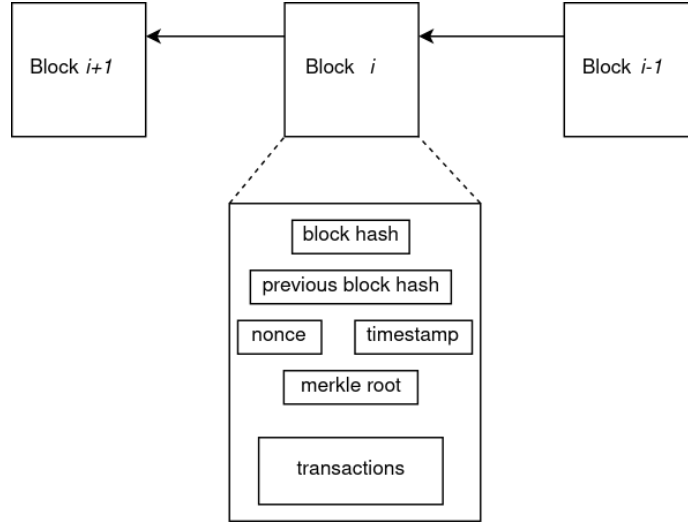 Block i+1
Block i
Block i-1
block hash
previous block hash
nonce
timestamp
merkle root
transactions